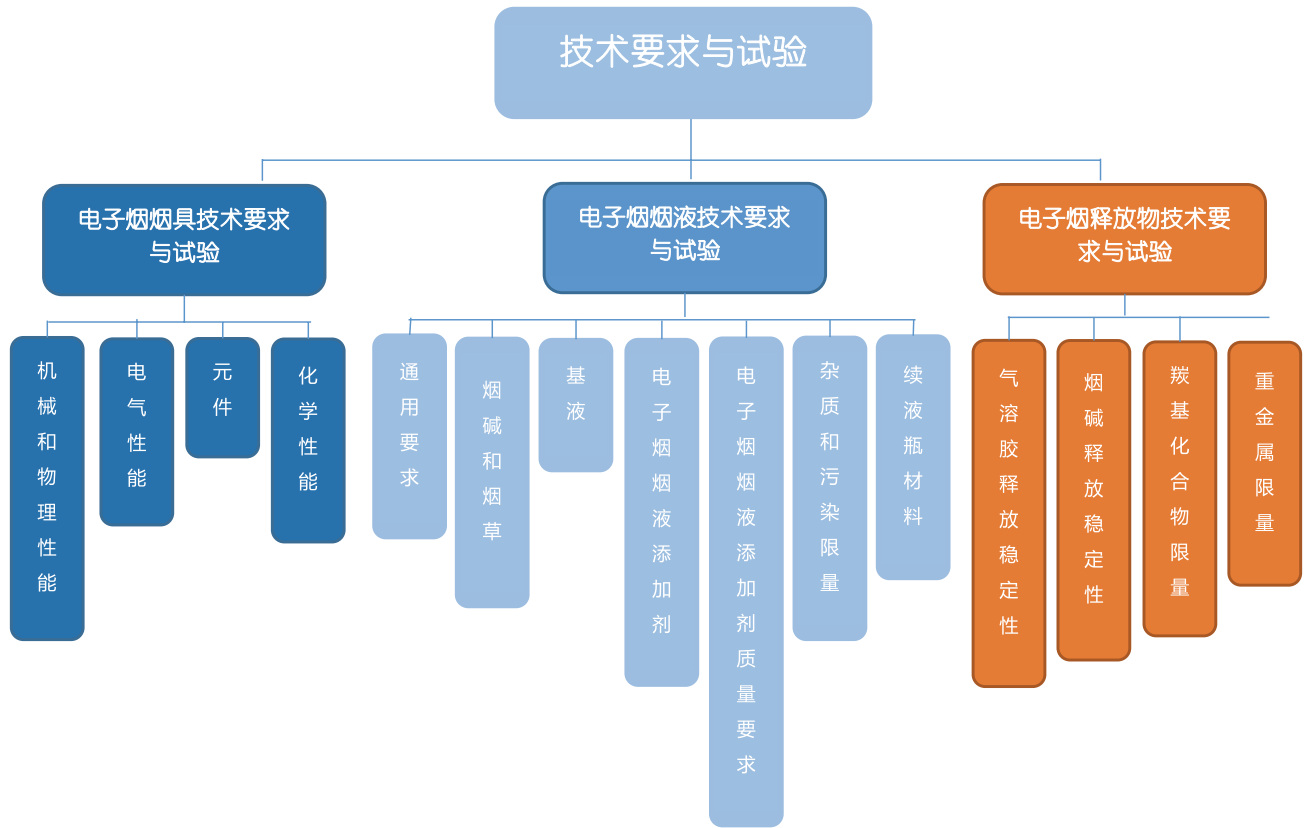 技术要求与试验
电子烟烟具技术要求
与试验
电子烟烟液技术要求
与试验
电子烟释放物技术要
求与试验
机械和物理性能
电气性能
元件
化学性能
通用要求
烟碱和烟草
基液
电子烟烟液添加剂
电子烟烟液添加剂质量要求
杂质和污染限量
续液瓶材料
气溶胶释放稳定性
烟碱释放稳定性
羰基化合物限量
重金属限量